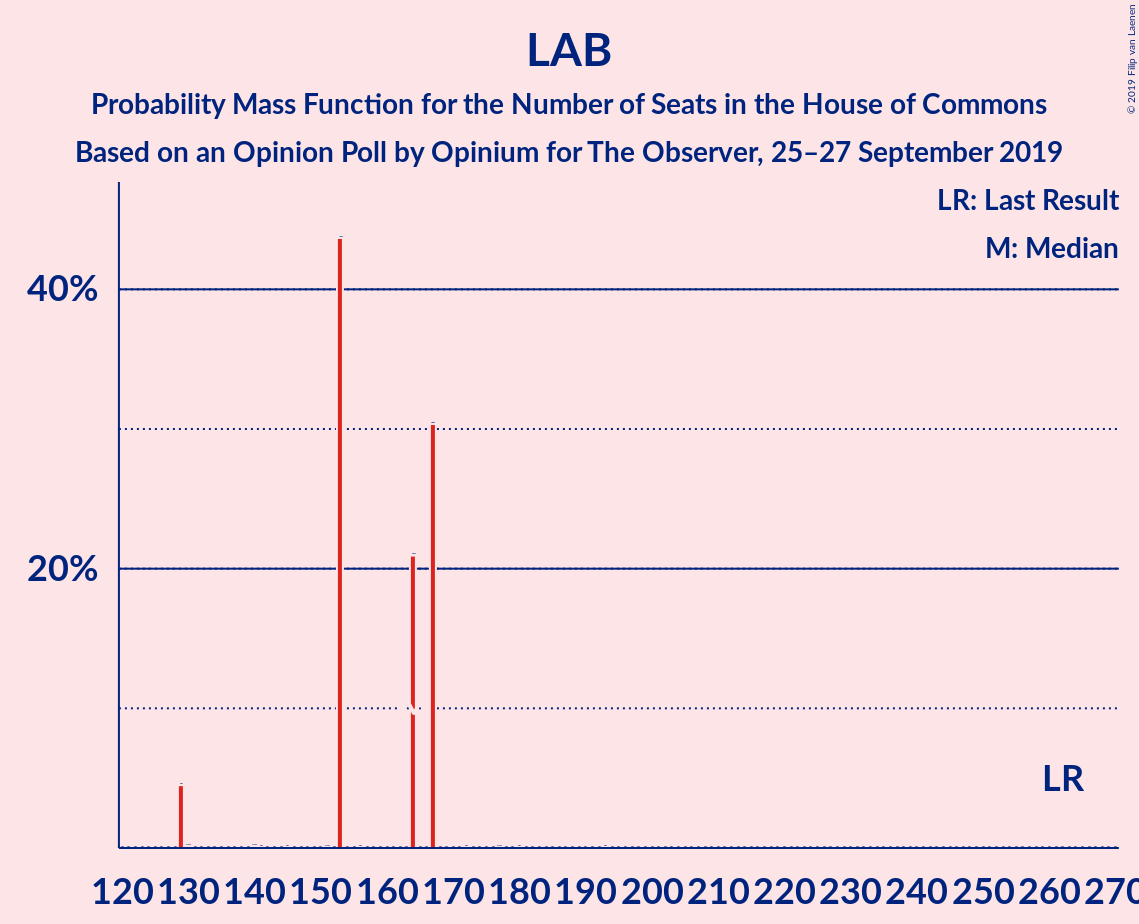 LAB
Probability Mass Function for the Number of Seats in the House of Commons
Based on an Opinion Poll by Opinium for The Observer, 25–27 September 2019
© 2019 Filip van Laenen
LR: Last Result
M: Median
40%
20%
LR
120 130 140 150 160 170 180 190 200 210 220 230 240 250 260 270